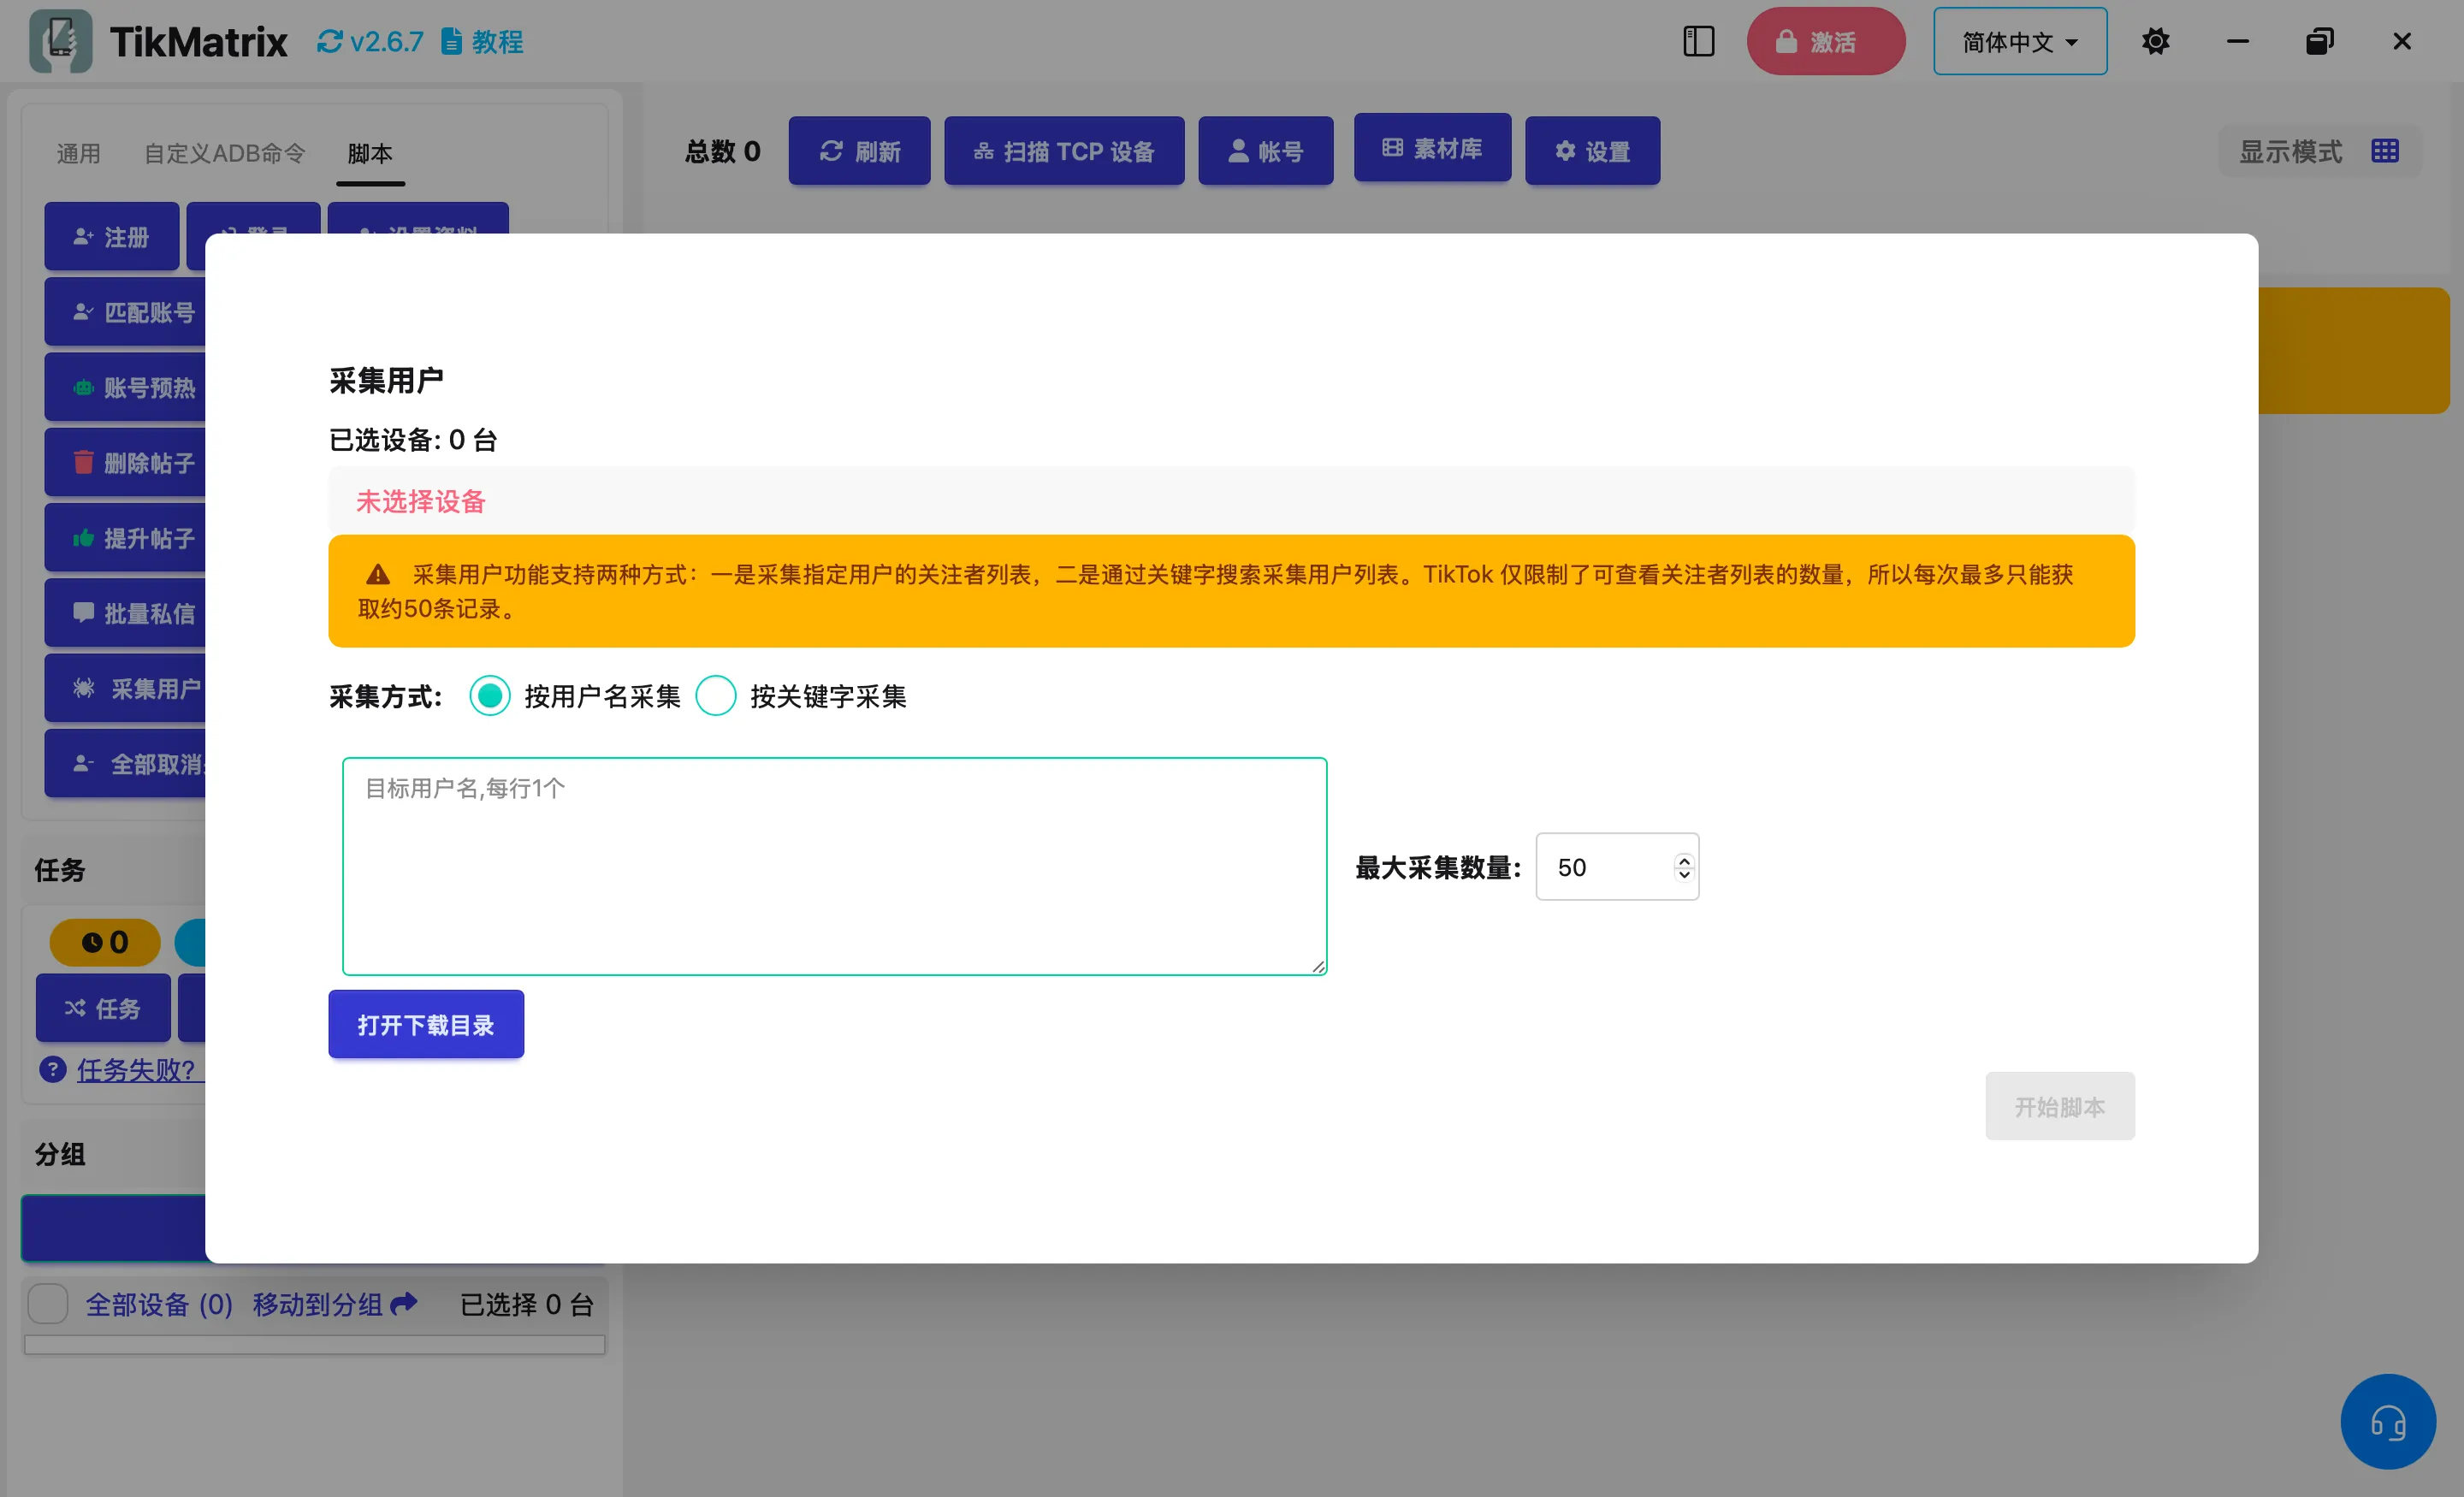 TikMatrix v2.6.7 教程
激活 简体中文
通用 自定义ADB命令 脚本
总数 0 刷新 扫描 TCP 设备 帐号 素材库 设置 显示模式
注册 登录 设置资料
匹配账号
账号预热
删除帖子
提升帖子
批量私信
采集用户
全部取消
任务
0
任务
任务失败?
分组
全部设备 (0) 移动到分组 已选择 0 台
采集用户
已选设备: 0 台
未选择设备
采集用户功能支持两种方式：一是采集指定用户的关注者列表，二是通过关键字搜索采集用户列表。TikTok 仅限制了可查看关注者列表的数量，所以每次最多只能获
取约50条记录。
采集方式: 按用户名采集 按关键字采集
目标用户名,每行1个
最大采集数量: 50
打开下载目录
开始脚本